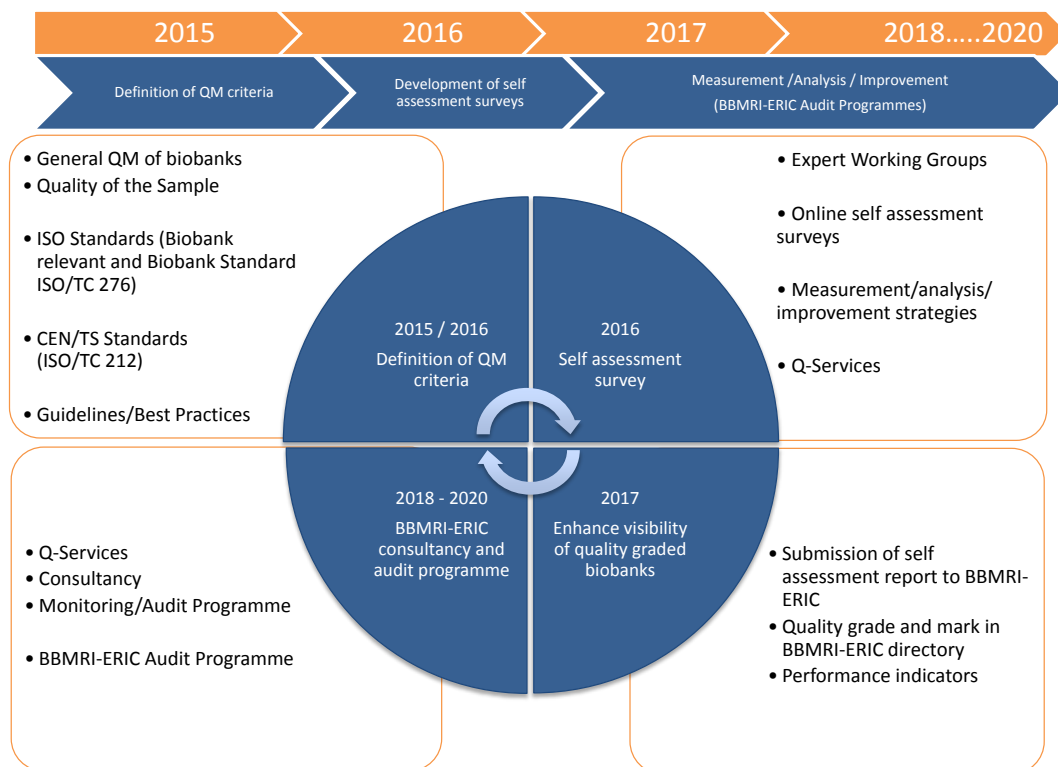 2015
2016
2017
2018.....2020
Definition of QM criteria
Development of self
assessment surveys
Measurement /Analysis / Improvement
(BBMRI-ERIC Audit Programmes)
• General QM of biobanks
• Quality of the Sample
• ISO Standards (Biobank
relevant and Biobank Standard
ISO/TC 276)
• CEN/TS Standards
(ISO/TC 212)
• Guidelines/Best Practices
2015 / 2016
Definition of QM
criteria
2016
Self assessment
survey
• Expert Working Groups
• Online self assessment
surveys
• Measurement/analysis/
improvement strategies
• Q-Services
• Q-Services
• Consultancy
• Monitoring/Audit Programme
• BBMRI-ERIC Audit Programme
2018 - 2020
BBMRI-ERIC
consultancy and
audit programme
2017
Enhance visibility
of quality graded
biobanks
• Submission of self
assessment report to BBMRI-
ERIC
• Quality grade and mark in
BBMRI-ERIC directory
• Performance indicators